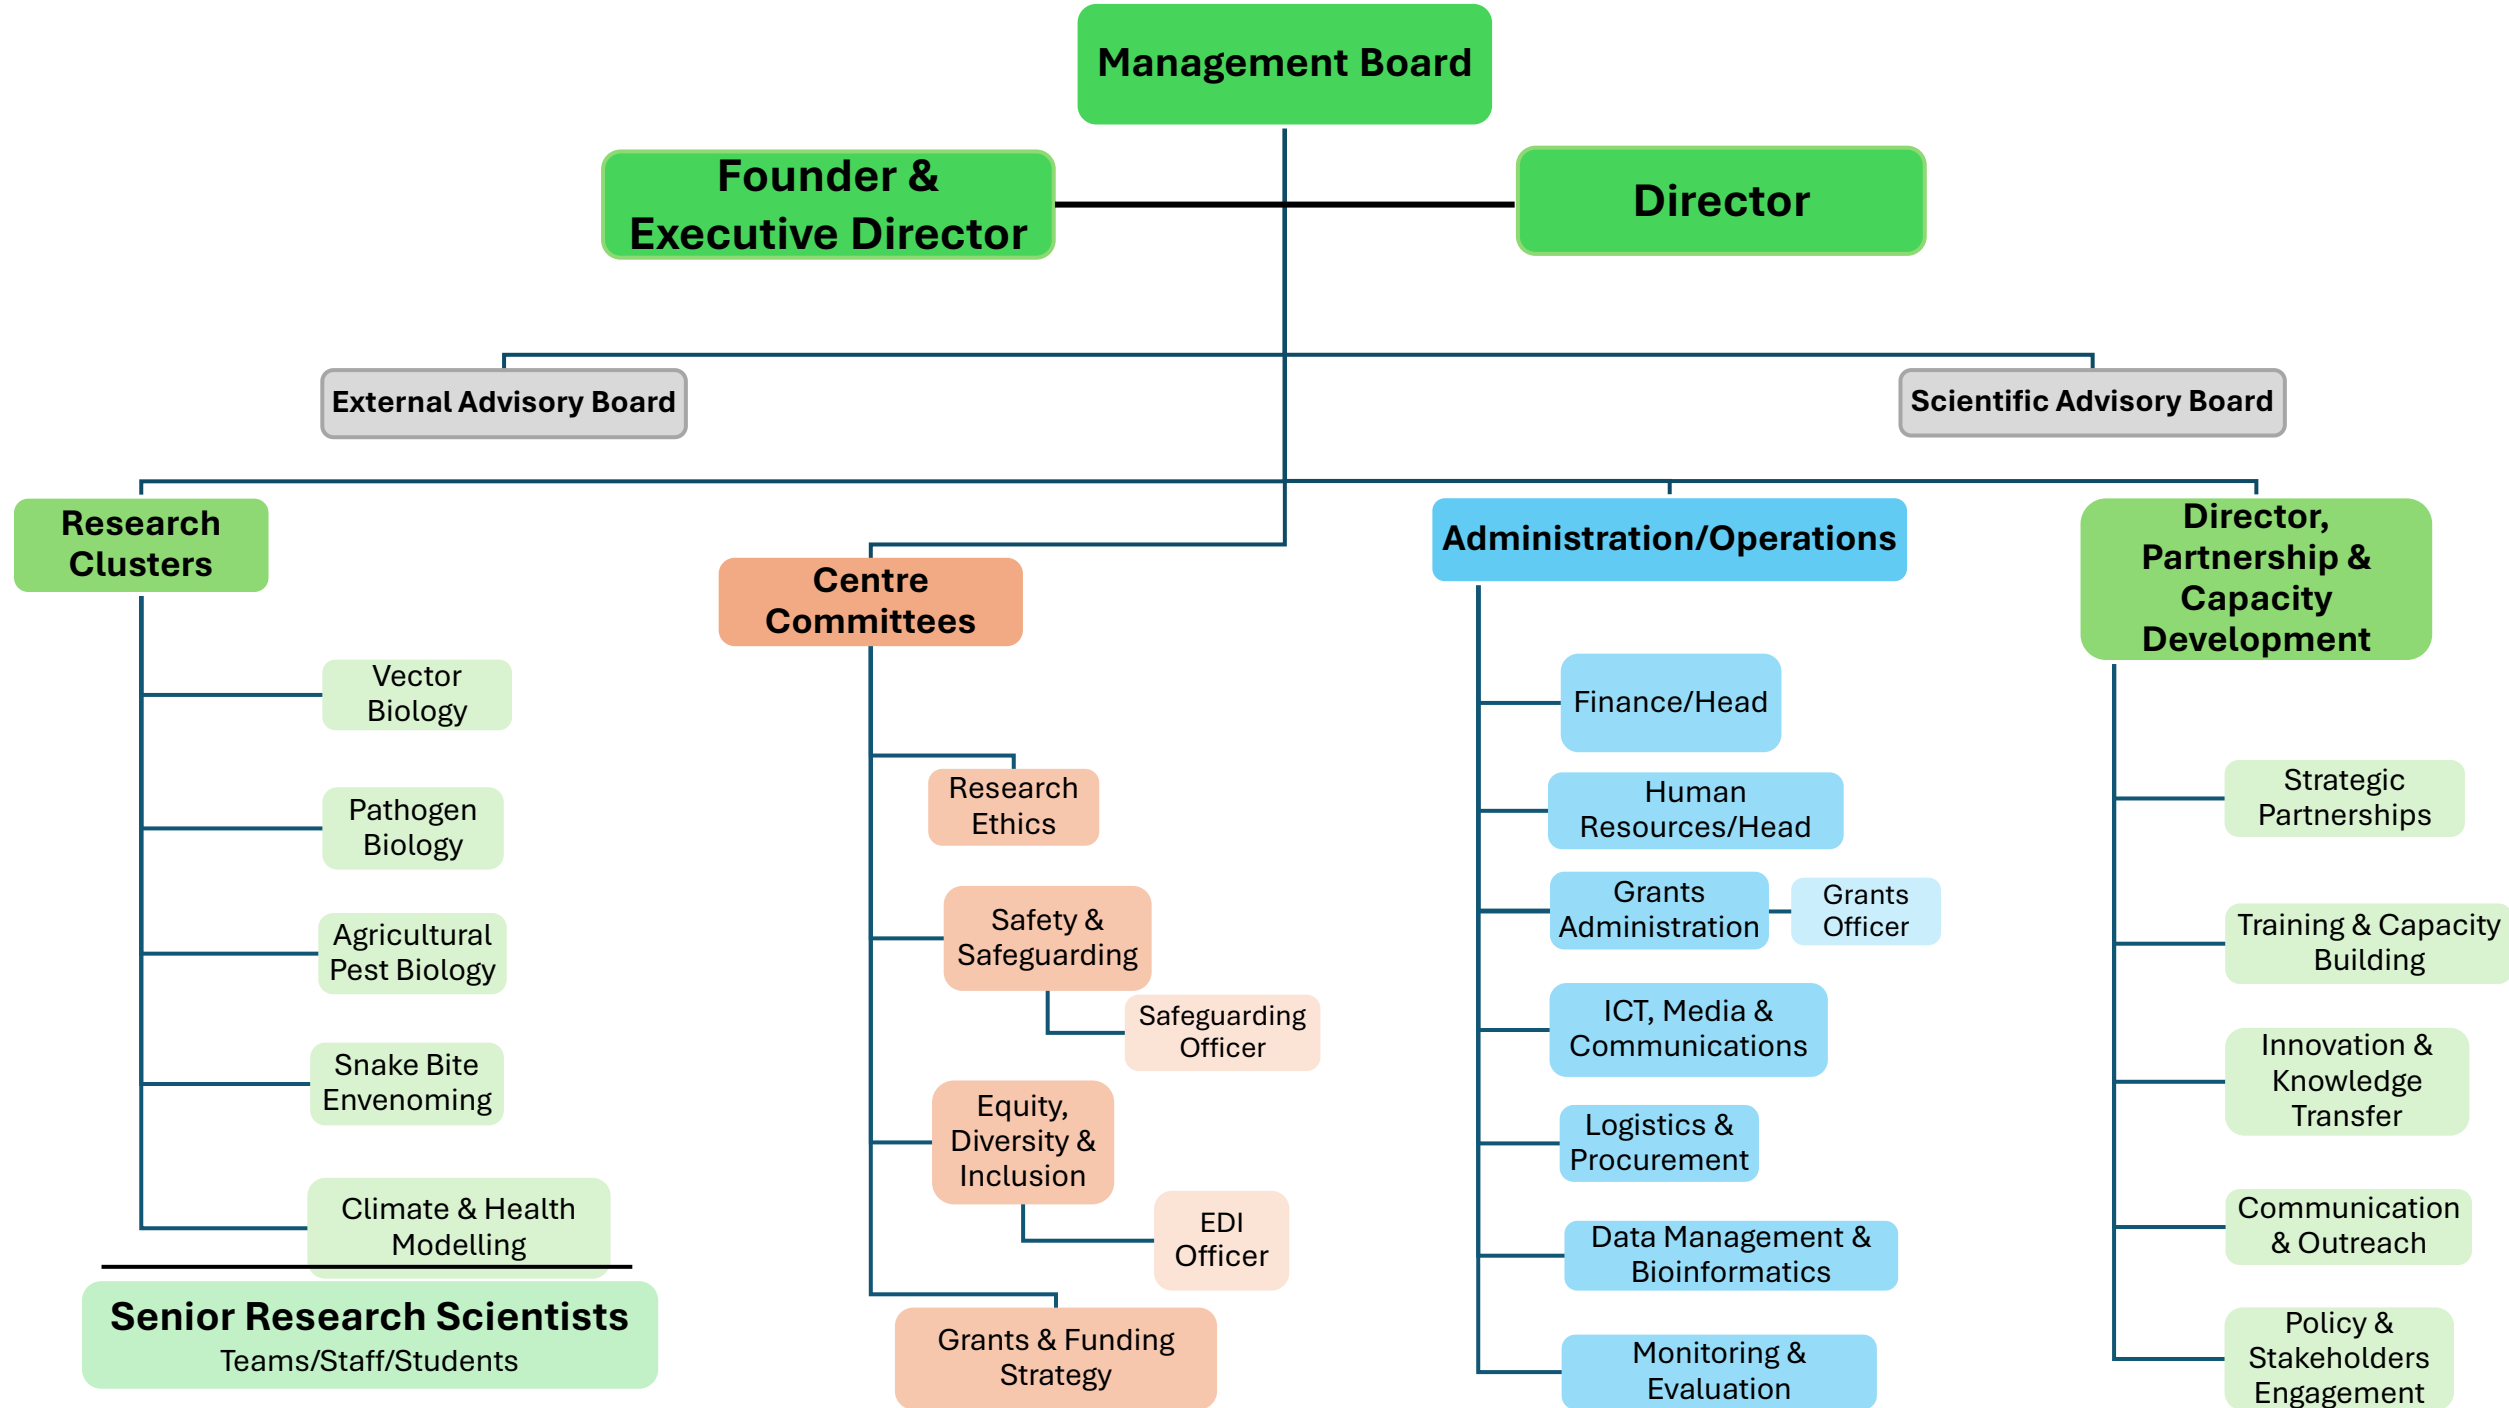 Management Board
Founder &
Executive Director
Director
External Advisory Board
Scientific Advisory Board
Research
Clusters
Vector
Biology
Pathogen
Biology
Agricultural
Pest Biology
Snake Bite
Envenoming
Climate & Health
Modelling
Senior Research Scientists
Teams/Staff/Students
Centre
Committees
Research
Ethics
Safety &
Safeguarding
Safeguarding
Officer
Equity,
Diversity &
Inclusion
EDI
Officer
Grants & Funding
Strategy
Administration/Operations
Finance/Head
Human
Resources/Head
Grants
Administration
Grants
Officer
ICT, Media &
Communications
Logistics &
Procurement
Data Management &
Bioinformatics
Monitoring &
Evaluation
Director,
Partnership &
Capacity
Development
Strategic
Partnerships
Training & Capacity
Building
Innovation &
Knowledge
Transfer
Communication
& Outreach
Policy &
Stakeholders
Engagement